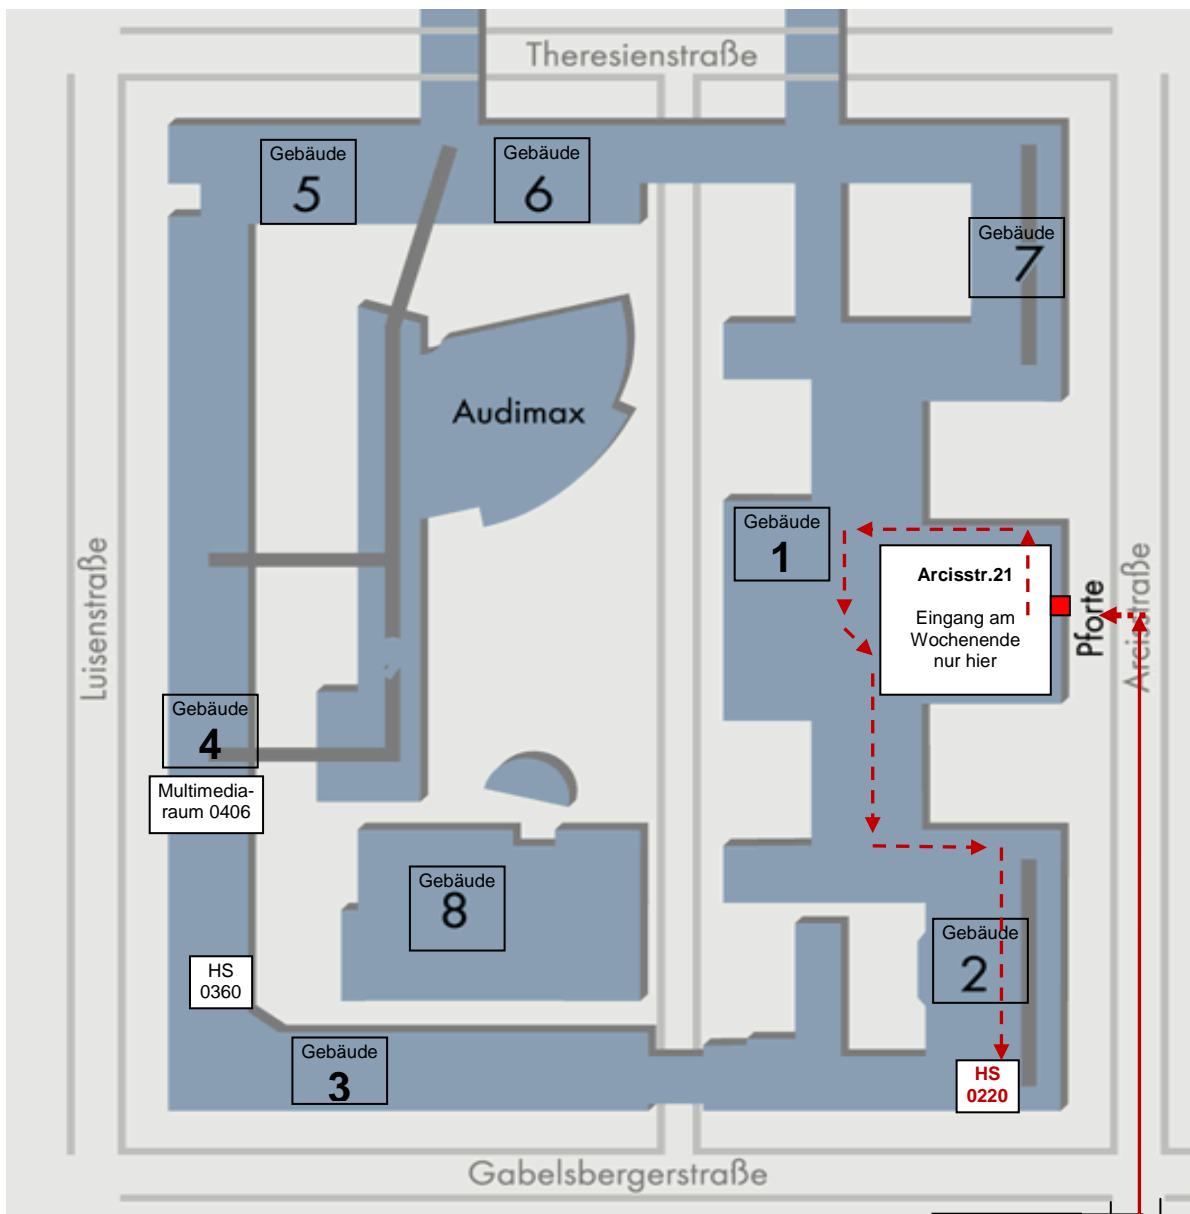 Theresienstraße
Gebäude
5
Gebäude
6
Gebäude
7
Audimax
Gebäude
1
Arcisstr.21
Eingang am
Wochenende
nur hier
Pforte
Arcisstraße
Luisenstraße
Gebäude
4
Multimedia-
raum 0406
Gebäude
8
Gebäude
2
HS
0360
Gebäude
3
HS
0220
Gabelsbergerstraße